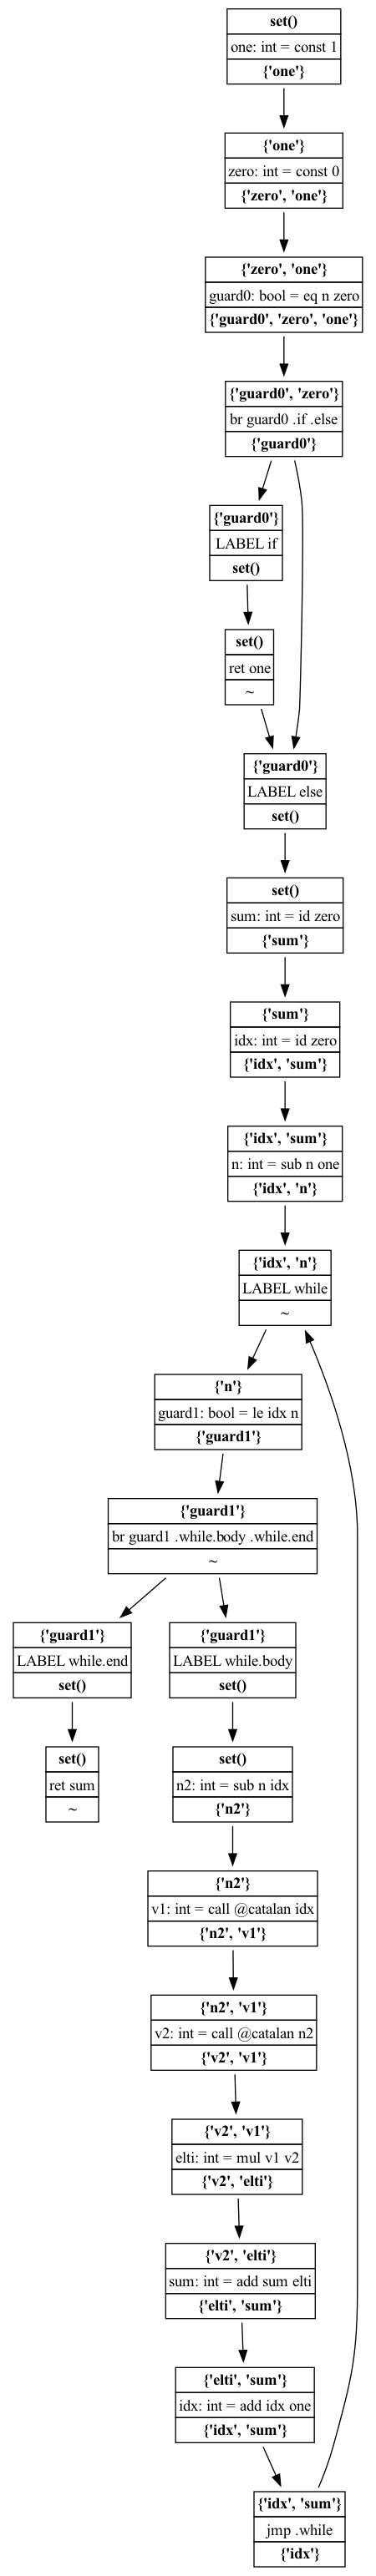 set()
one: int = const 1
{'one'}
{'one'}
zero: int = const 0
{'zero', 'one'}
{'zero', 'one'}
guard0: bool = eq n zero
{'guard0', 'zero', 'one'}
{'guard0', 'zero'}
br guard0 .if .else
{'guard0'}
{'guard0'}
LABEL if
set()
set()
ret one
~
{'guard0'}
LABEL else
set()
set()
sum: int = id zero
{'sum'}
{'sum'}
idx: int = id zero
{'idx', 'sum'}
{'idx', 'sum'}
n: int = sub n one
{'idx', 'n'}
{'idx', 'n'}
LABEL while
~
{'n'}
guard1: bool = le idx n
{'guard1'}
{'guard1'}
br guard1 .while.body .while.end
~
{'guard1'}
LABEL while.end
set()
{'guard1'}
LABEL while.body
set()
set()
ret sum
~
set()
n2: int = sub n idx
{'n2'}
{'n2'}
v1: int = call @catalan idx
{'n2', 'v1'}
{'n2', 'v1'}
v2: int = call @catalan n2
{'v2', 'v1'}
{'v2', 'v1'}
elti: int = mul v1 v2
{'v2', 'elti'}
{'v2', 'elti'}
sum: int = add sum elti
{'elti', 'sum'}
{'elti', 'sum'}
idx: int = add idx one
{'idx', 'sum'}
{'idx', 'sum'}
jmp .while
{'idx'}